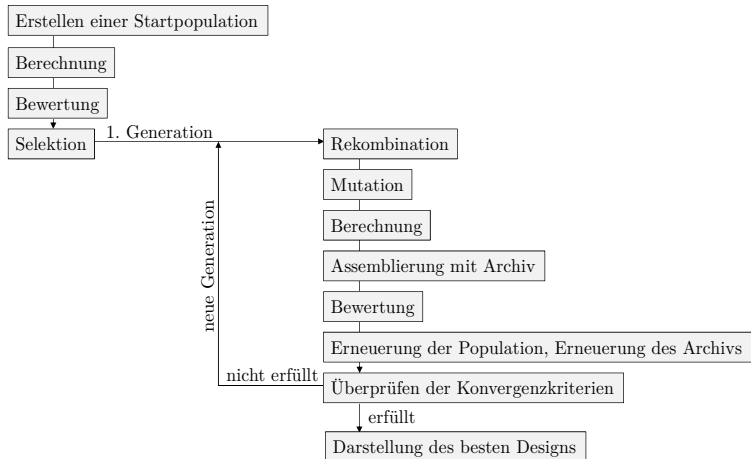 Erstellen einer Startpopulation
Berechnung
Bewertung
Selektion
1. Generation
Rekombination
Mutation
Berechnung
Assemblierung mit Archiv
Bewertung
Erneuerung der Population, Erneuerung des Archivs
Überprüfen der Konvergenzkriterien
nicht erfüllt
neue Generation
erfüllt
Darstellung des besten Designs